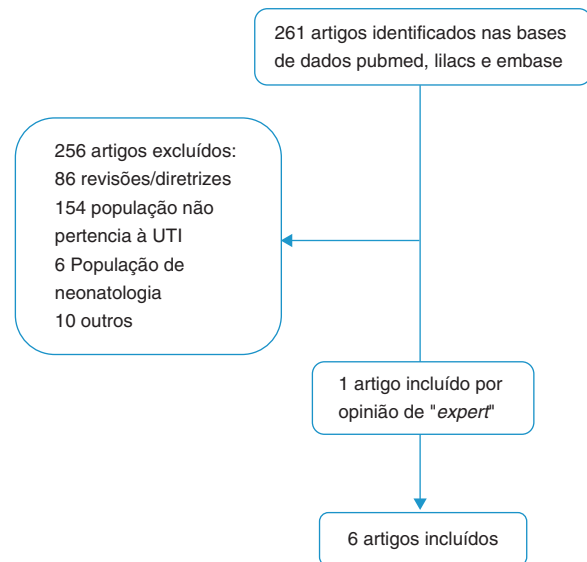 261 artigos identificados nas bases
de dados pubmed, lilacs e embase
256 artigos excluídos:
86 revisões/diretrizes
154 população não
pertencia à UTI
6 População de
neonatologia
10 outros
1 artigo incluído por
opinião de "expert"
6 artigos incluídos